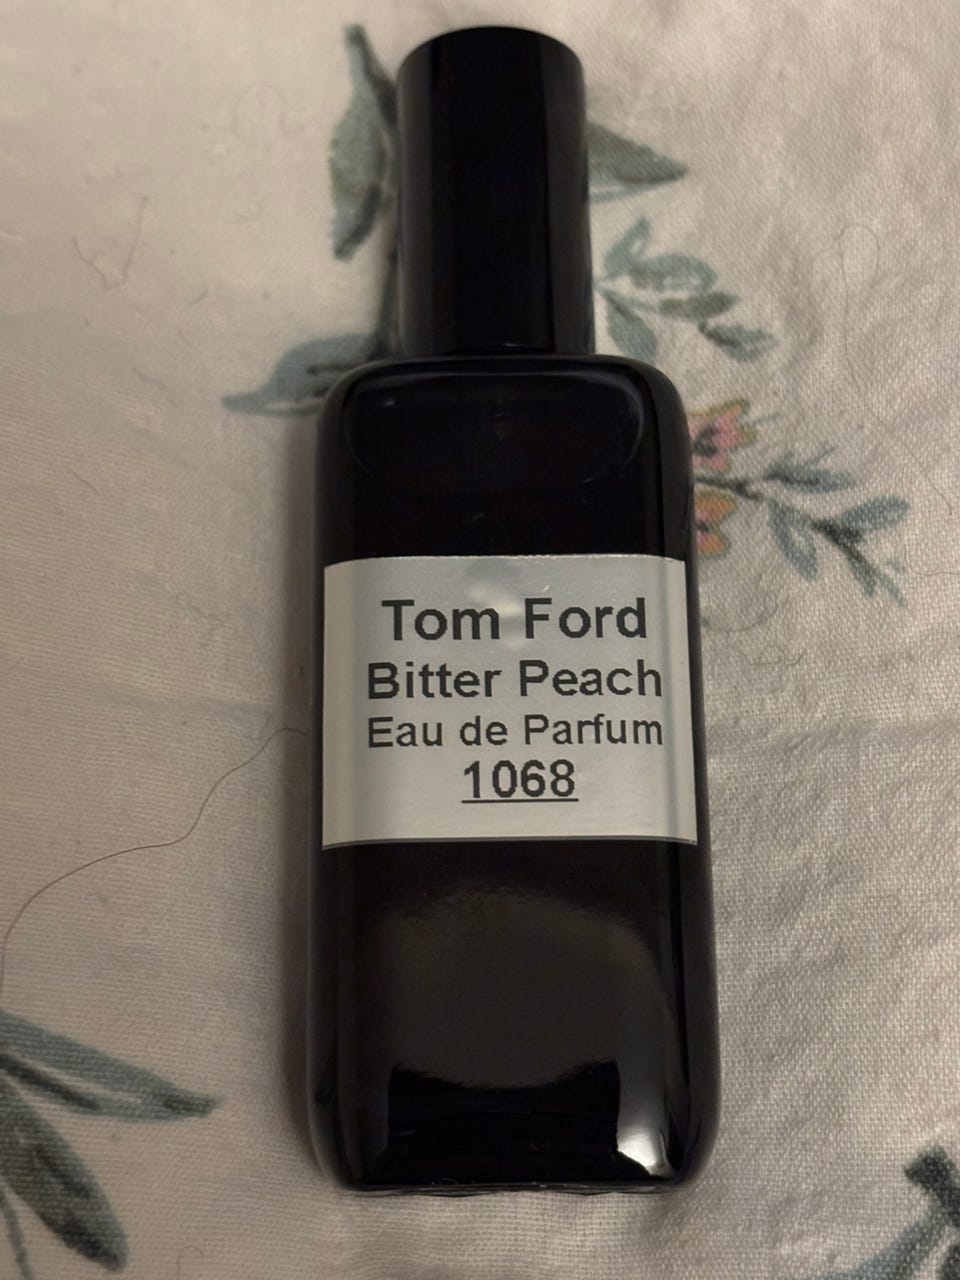 Tom Ford
Bitter Peach
Eau de Parfum
1068